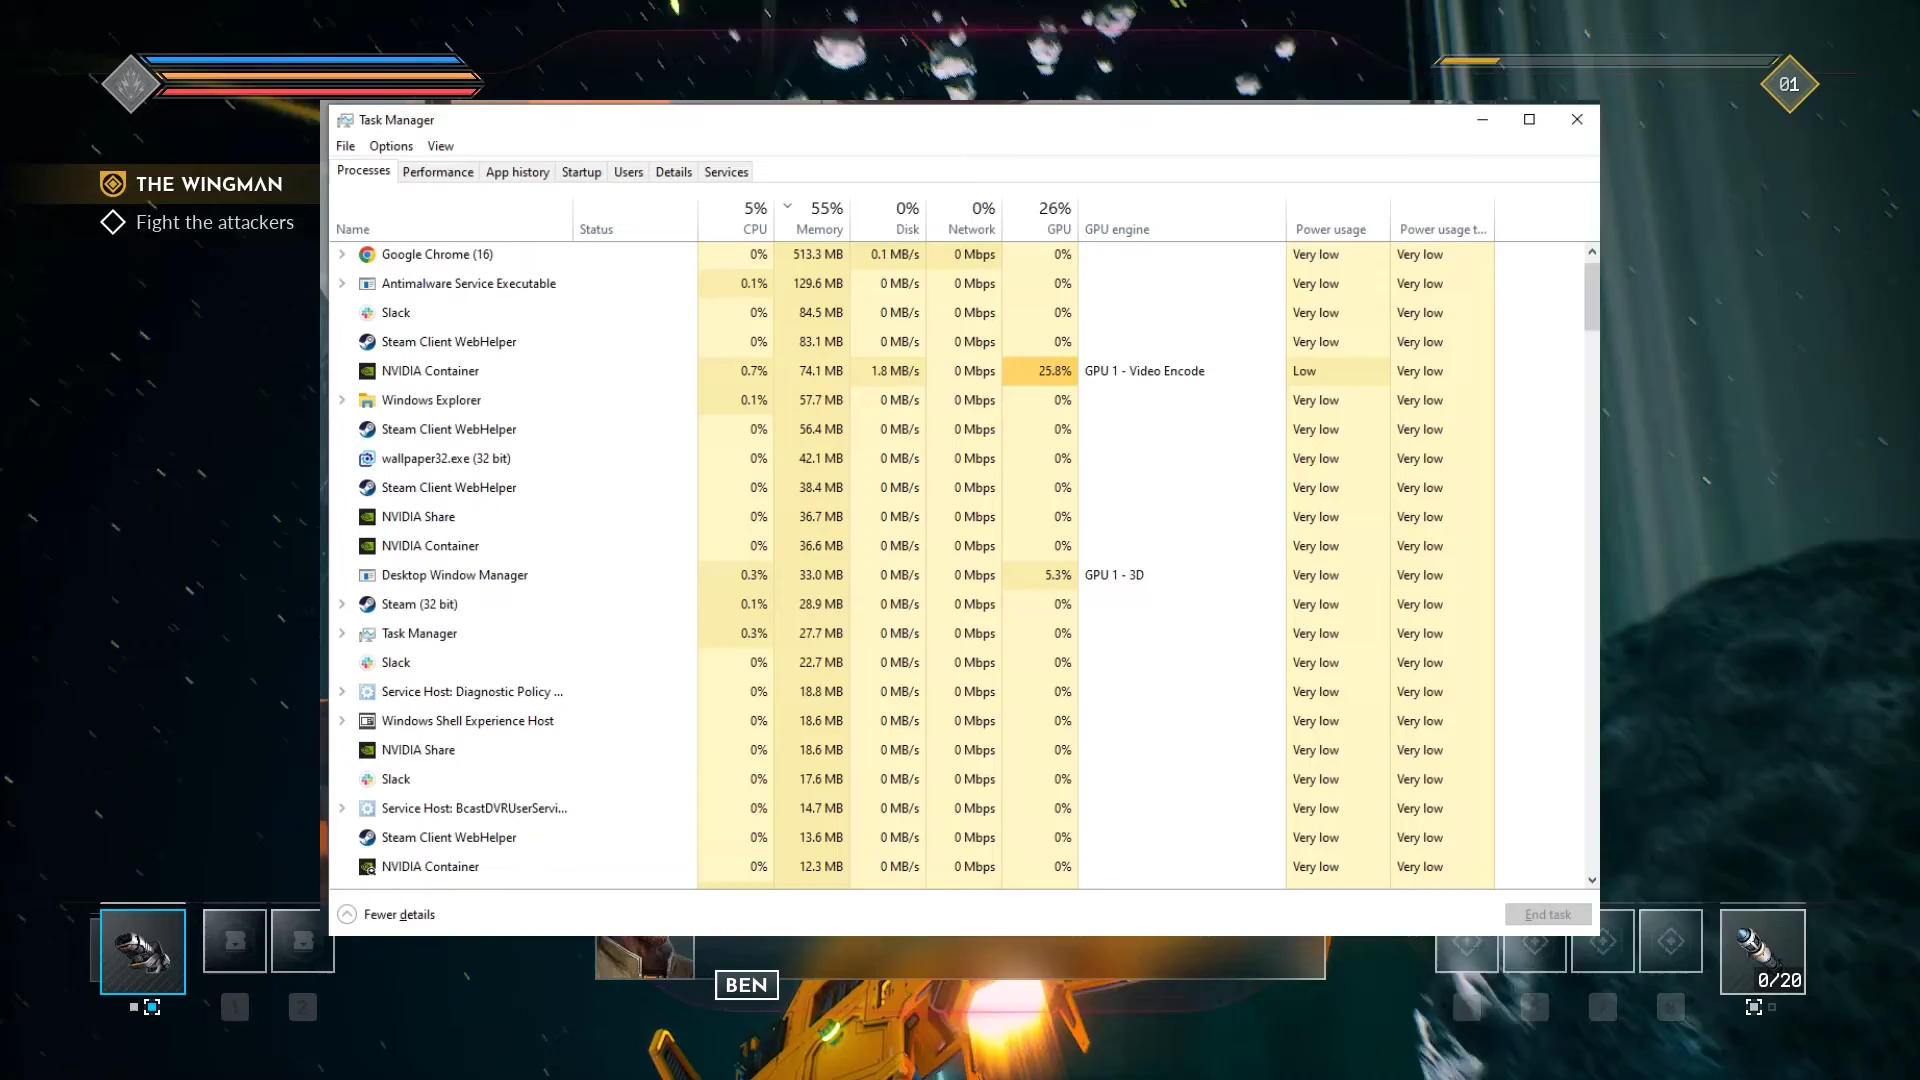 01
Task Manager
File Options View
THE WINGMAN
Processes Performance App history Startup Users Details Services
Fight the attackers
5% 55% 0% 0% 26%
Name Status CPU Memory Disk Network GPU GPU engine Power usage Power usage t...
Google Chrome (16) 0% 513.3 MB 0.1 MB/s 0 Mbps 0% Very low Very low
Antimalware Service Executable 0.1% 129.6 MB 0 MB/s 0 Mbps 0% Very low Very low
Slack 0% 84.5 MB 0 MB/s 0 Mbps 0% Very low Very low
Steam Client WebHelper 0% 83.1 MB 0 MB/s 0 Mbps 0% Very low Very low
NVIDIA Container 0.7% 74.1 MB 1.8 MB/s 0 Mbps 25.8% GPU 1 - Video Encode Low Very low
Windows Explorer 0.1% 57.7 MB 0 MB/s 0 Mbps 0% Very low Very low
Steam Client WebHelper 0% 56.4 MB 0 MB/s 0 Mbps 0% Very low Very low
wallpaper32.exe (32 bit) 0% 42.1 MB 0 MB/s 0 Mbps 0% Very low Very low
Steam Client WebHelper 0% 38.4 MB 0 MB/s 0 Mbps 0% Very low Very low
NVIDIA Share 0% 36.7 MB 0 MB/s 0 Mbps 0% Very low Very low
NVIDIA Container 0% 36.6 MB 0 MB/s 0 Mbps 0% Very low Very low
Desktop Window Manager 0.3% 33.0 MB 0 MB/s 0 Mbps 5.3% GPU 1 - 3D Very low Very low
Steam (32 bit) 0.1% 28.9 MB 0 MB/s 0 Mbps 0% Very low Very low
Task Manager 0.3% 27.7 MB 0 MB/s 0 Mbps 0% Very low Very low
Slack 0% 22.7 MB 0 MB/s 0 Mbps 0% Very low Very low
Service Host: Diagnostic Policy ... 0% 18.8 MB 0 MB/s 0 Mbps 0% Very low Very low
Windows Shell Experience Host 0% 18.6 MB 0 MB/s 0 Mbps 0% Very low Very low
NVIDIA Share 0% 18.6 MB 0 MB/s 0 Mbps 0% Very low Very low
Slack 0% 17.6 MB 0 MB/s 0 Mbps 0% Very low Very low
Service Host: BcastDVRUserServi... 0% 14.7 MB 0 MB/s 0 Mbps 0% Very low Very low
Steam Client WebHelper 0% 13.6 MB 0 MB/s 0 Mbps 0% Very low Very low
NVIDIA Container 0% 12.3 MB 0 MB/s 0 Mbps 0% Very low Very low
Fewer details End task
BEN
0/20
1 2